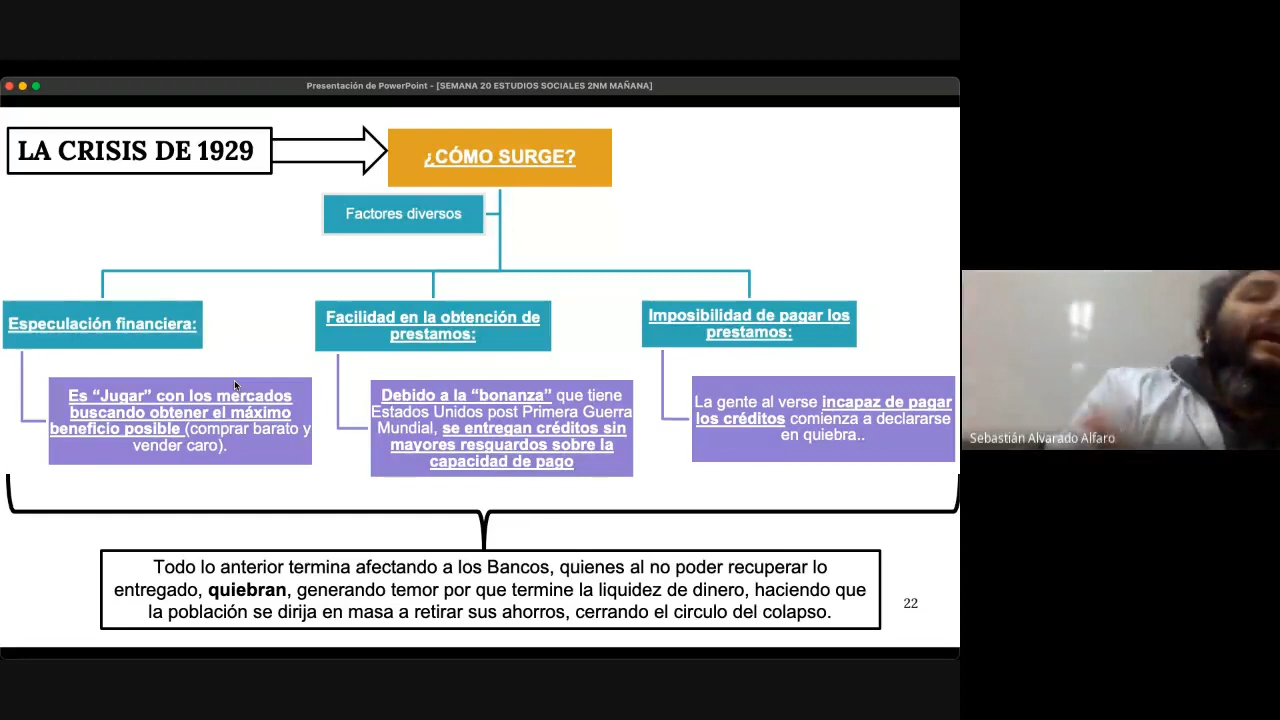 Presentación de PowerPoint - [SEMANA 20 ESTUDIOS SOCIALES 2NM MAÑANA]
LA CRISIS DE 1929
¿CÓMO SURGE?
Factores diversos
Especulación financiera:
Facilidad en la obtención de
prestamos:
Imposibilidad de pagar los
prestamos:
Es “Jugar” con los mercados
buscando obtener el máximo
beneficio posible (comprar barato y
vender caro).
Debido a la “bonanza” que tiene
Estados Unidos post Primera Guerra
Mundial, se entregan créditos sin
mayores resguardos sobre la
capacidad de pago
La gente al verse incapaz de pagar
los créditos comienza a declararse
en quiebra..
Todo lo anterior termina afectando a los Bancos, quienes al no poder recuperar lo
entregado, quiebran, generando temor por que termine la liquidez de dinero, haciendo que
la población se dirija en masa a retirar sus ahorros, cerrando el circulo del colapso.
22
Sebastián Alvarado Alfaro